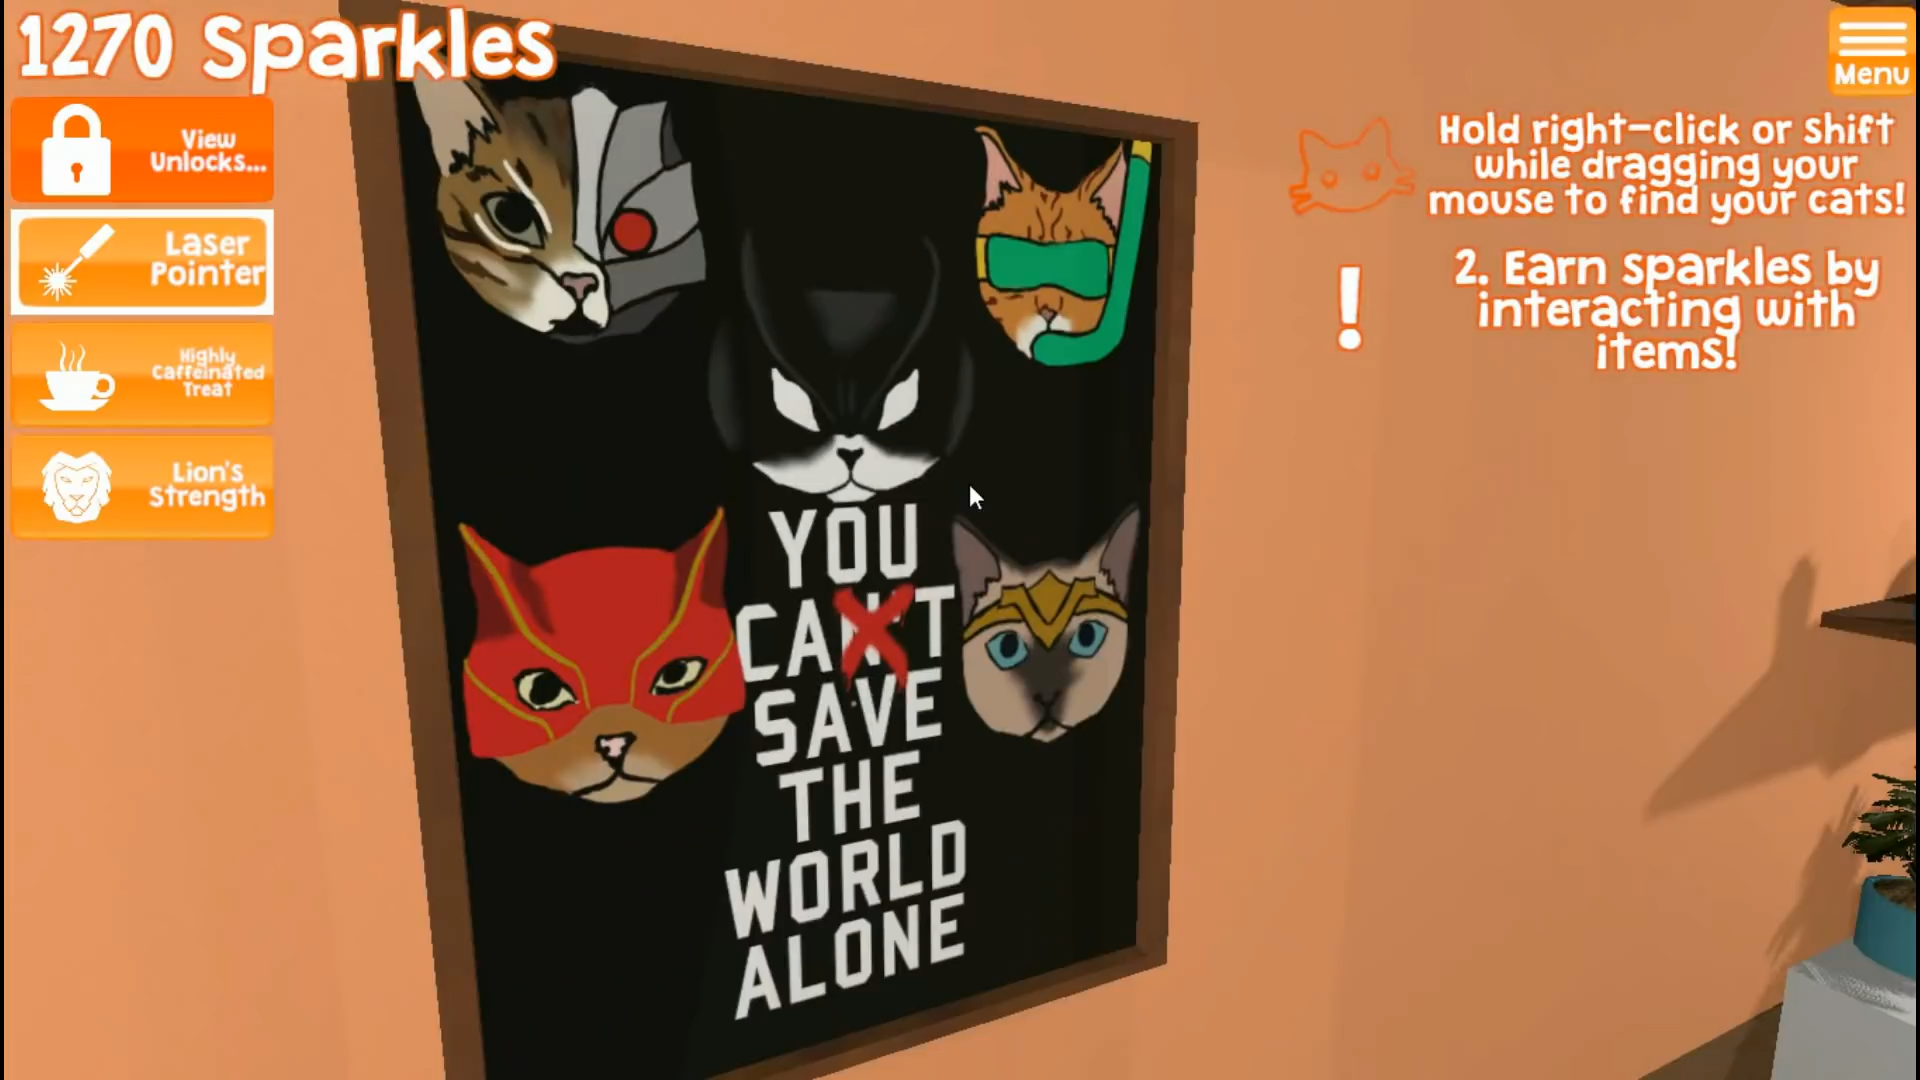 1270 Sparkles
View
Unlocks...
Laser
Pointer
Highly
Caffeinated
Treat
Lion's
Strength
Menu
Hold right-click or shift
while dragging your
mouse to find your cats!
! 2. Earn sparkles by
interacting with
items!
YOU
CAN'T
SAVE
THE
WORLD
ALONE